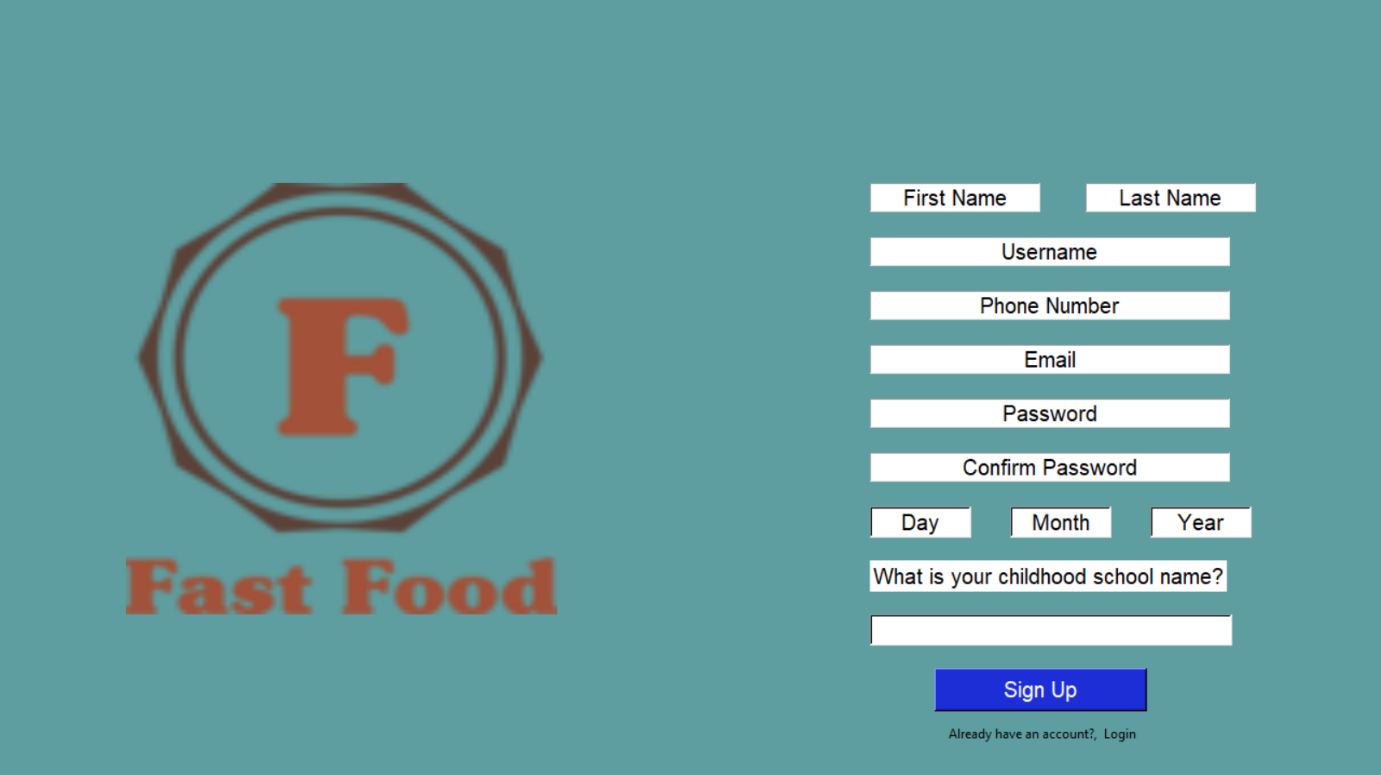 F
Fast Food
First Name Last Name
Username
Phone Number
Email
Password
Confirm Password
Day Month Year
What is your childhood school name?
Sign Up
Already have an account?, Login